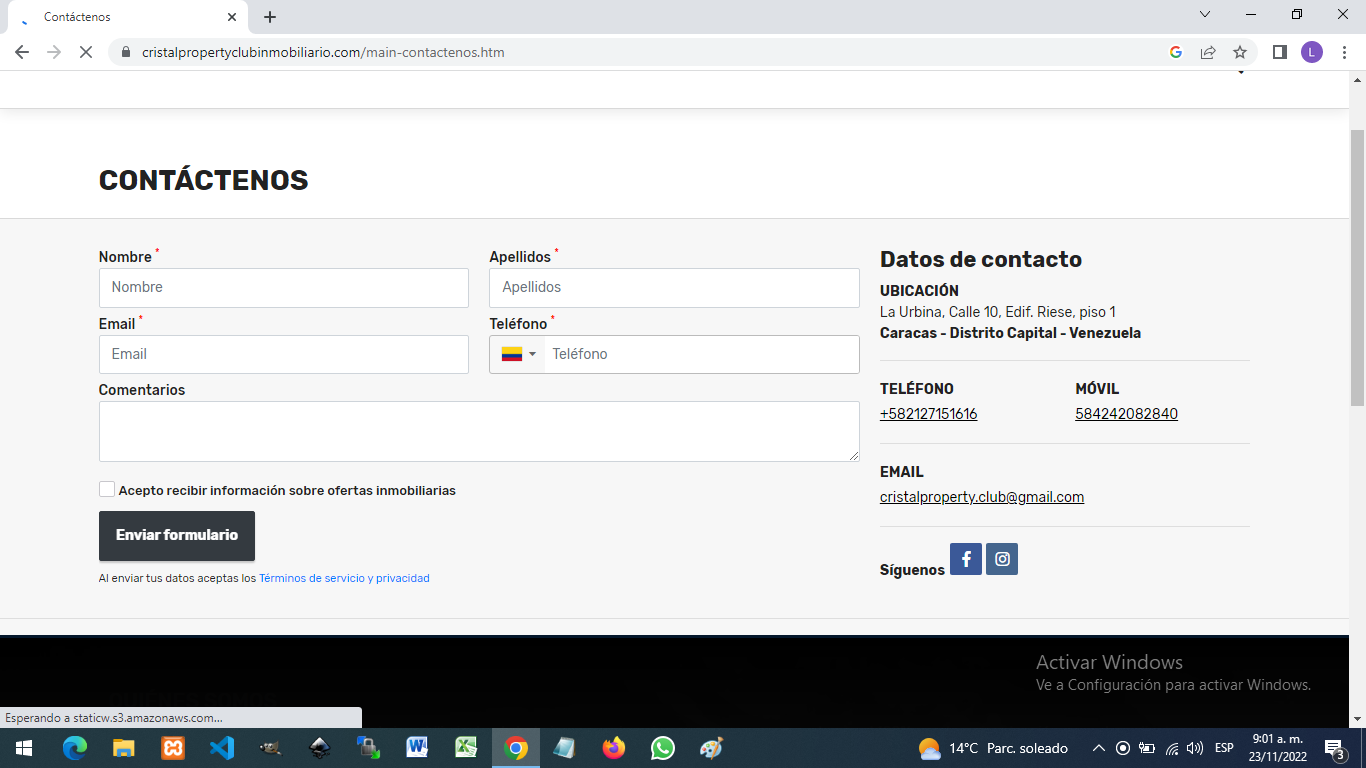 Contáctenos
cristalpropertyclubinmobiliario.com/main-contactenos.htm
L
CONTÁCTENOS
Nombre *
Nombre
Apellidos *
Apellidos
Email *
Email
Teléfono *
Teléfono
Comentarios
Acepto recibir información sobre ofertas inmobiliarias
Enviar formulario
Al enviar tus datos aceptas los Términos de servicio y privacidad
Datos de contacto
UBICACIÓN
La Urbina, Calle 10, Edif. Riese, piso 1
Caracas - Distrito Capital - Venezuela
TELÉFONO
+582127151616
MÓVIL
584242082840
EMAIL
cristalproperty.club@gmail.com
Síguenos
Activar Windows
Ve a Configuración para activar Windows.
Esperando a staticw.s3.amazonaws.com...
14°C Parc. soleado
ESP
9:01 a. m.
23/11/2022
3